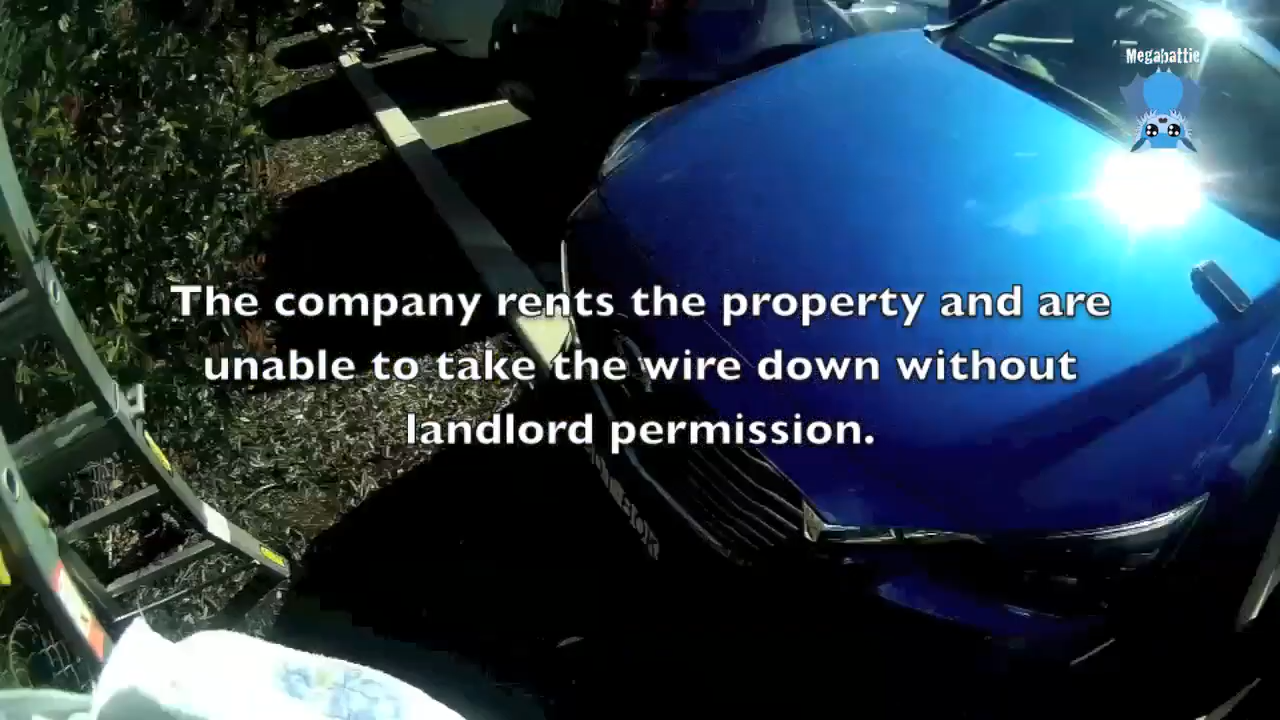 Megabattie
The company rents the property and are
unable to take the wire down without
landlord permission.